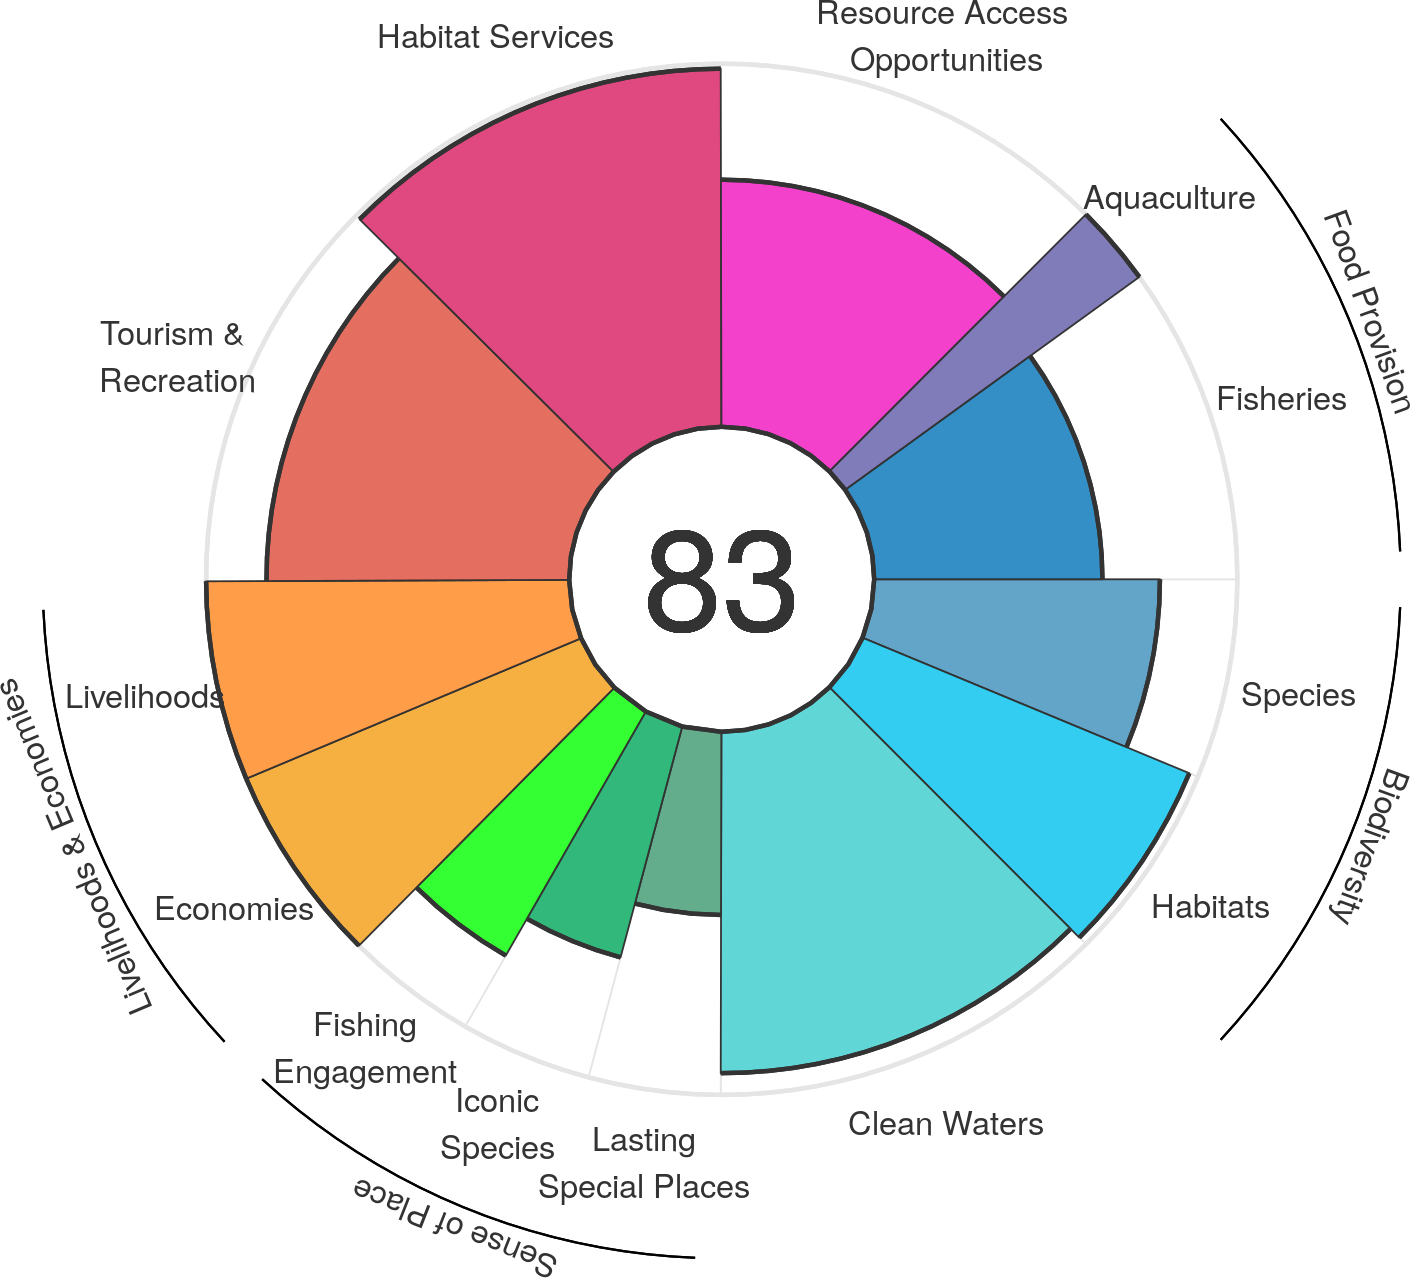 Resource Access
Opportunities
Habitat Services
Aquaculture
Food Provision
Tourism &
Recreation
Fisheries
83
Livelihoods
Species
Livelihoods & Economies
Biodiversity
Economies
Habitats
Fishing
Engagement
Iconic
Species
Clean Waters
Lasting
Special Places
Sense of Place